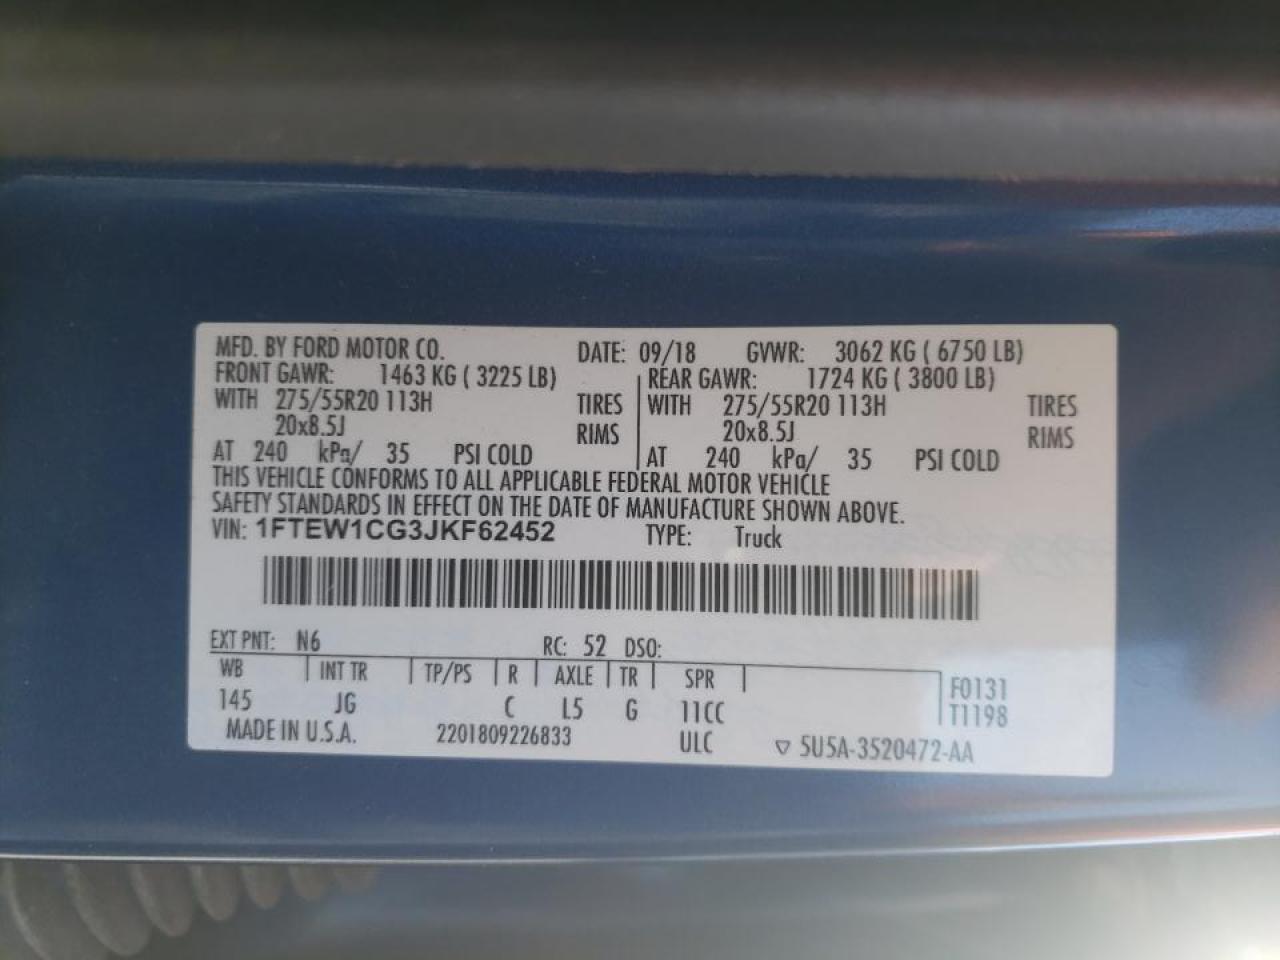 MFD. BY FORD MOTOR CO. DATE: 09/18 GVWR: 3062 KG ( 6750 LB)
FRONT GAWR: 1463 KG ( 3225 LB) REAR GAWR: 1724 KG ( 3800 LB)
WITH 275/55R20 113H TIRES WITH 275/55R20 113H TIRES
20x8.5J RIMS 20x8.5J RIMS
AT 240 kPa/ 35 PSI COLD AT 240 kPa/ 35 PSI COLD
THIS VEHICLE CONFORMS TO ALL APPLICABLE FEDERAL MOTOR VEHICLE
SAFETY STANDARDS IN EFFECT ON THE DATE OF MANUFACTURE SHOWN ABOVE.
VIN: 1FTEW1CG3JKF62452 TYPE: Truck
EXT PNT: N6 RC: 52 DSO:
WB INT TR TP/PS R AXLE TR SPR F0131
145 JG C L5 G 11CC T1198
MADE IN U.S.A. 2201809226833 ULC ▽ 5U5A-3520472-AA